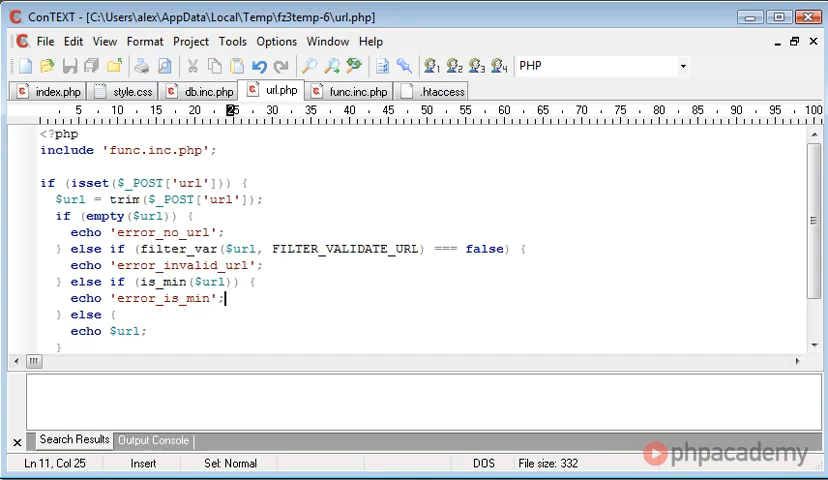 ConTEXT - [C:\Users\alex\AppData\Local\Temp\fz3temp-6\url.php]
File Edit View Format Project Tools Options Window Help
1 2 3 4 PHP
index.php style.css db.inc.php url.php func.inc.php .htaccess
5 10 15 20 25 30 35 40 45 50 55 60 65 70 75 80 85 90 95 100
<?php
include 'func.inc.php';
if (isset($_POST['url'])) {
$url = trim($_POST['url']);
if (empty($url)) {
echo 'error_no_url';
} else if (filter_var($url, FILTER_VALIDATE_URL) === false) {
echo 'error_invalid_url';
} else if (is_min($url)) {
echo 'error_is_min';
} else {
echo $url;
}
Search Results Output Console
Ln 11, Col 25 Insert Sel: Normal DOS File size: 332
phpacademy